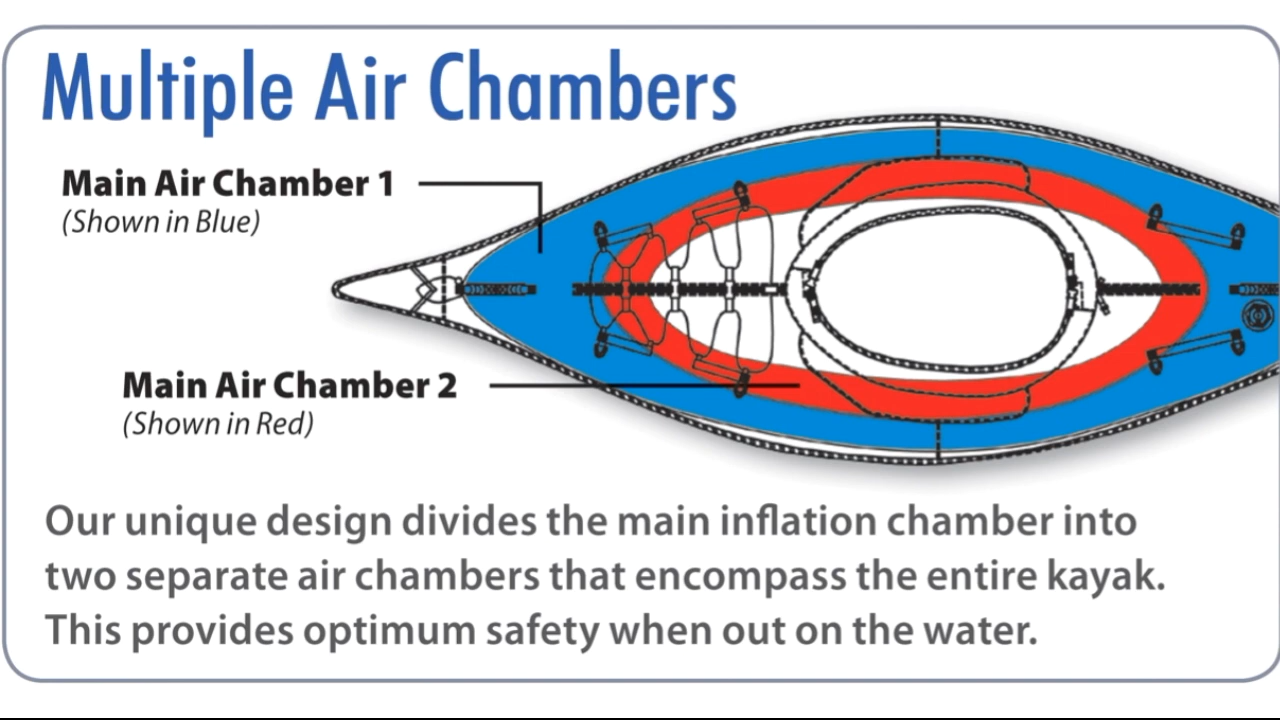 Multiple Air Chambers
Main Air Chamber 1
(Shown in Blue)
Main Air Chamber 2
(Shown in Red)
Our unique design divides the main inflation chamber into
two separate air chambers that encompass the entire kayak.
This provides optimum safety when out on the water.